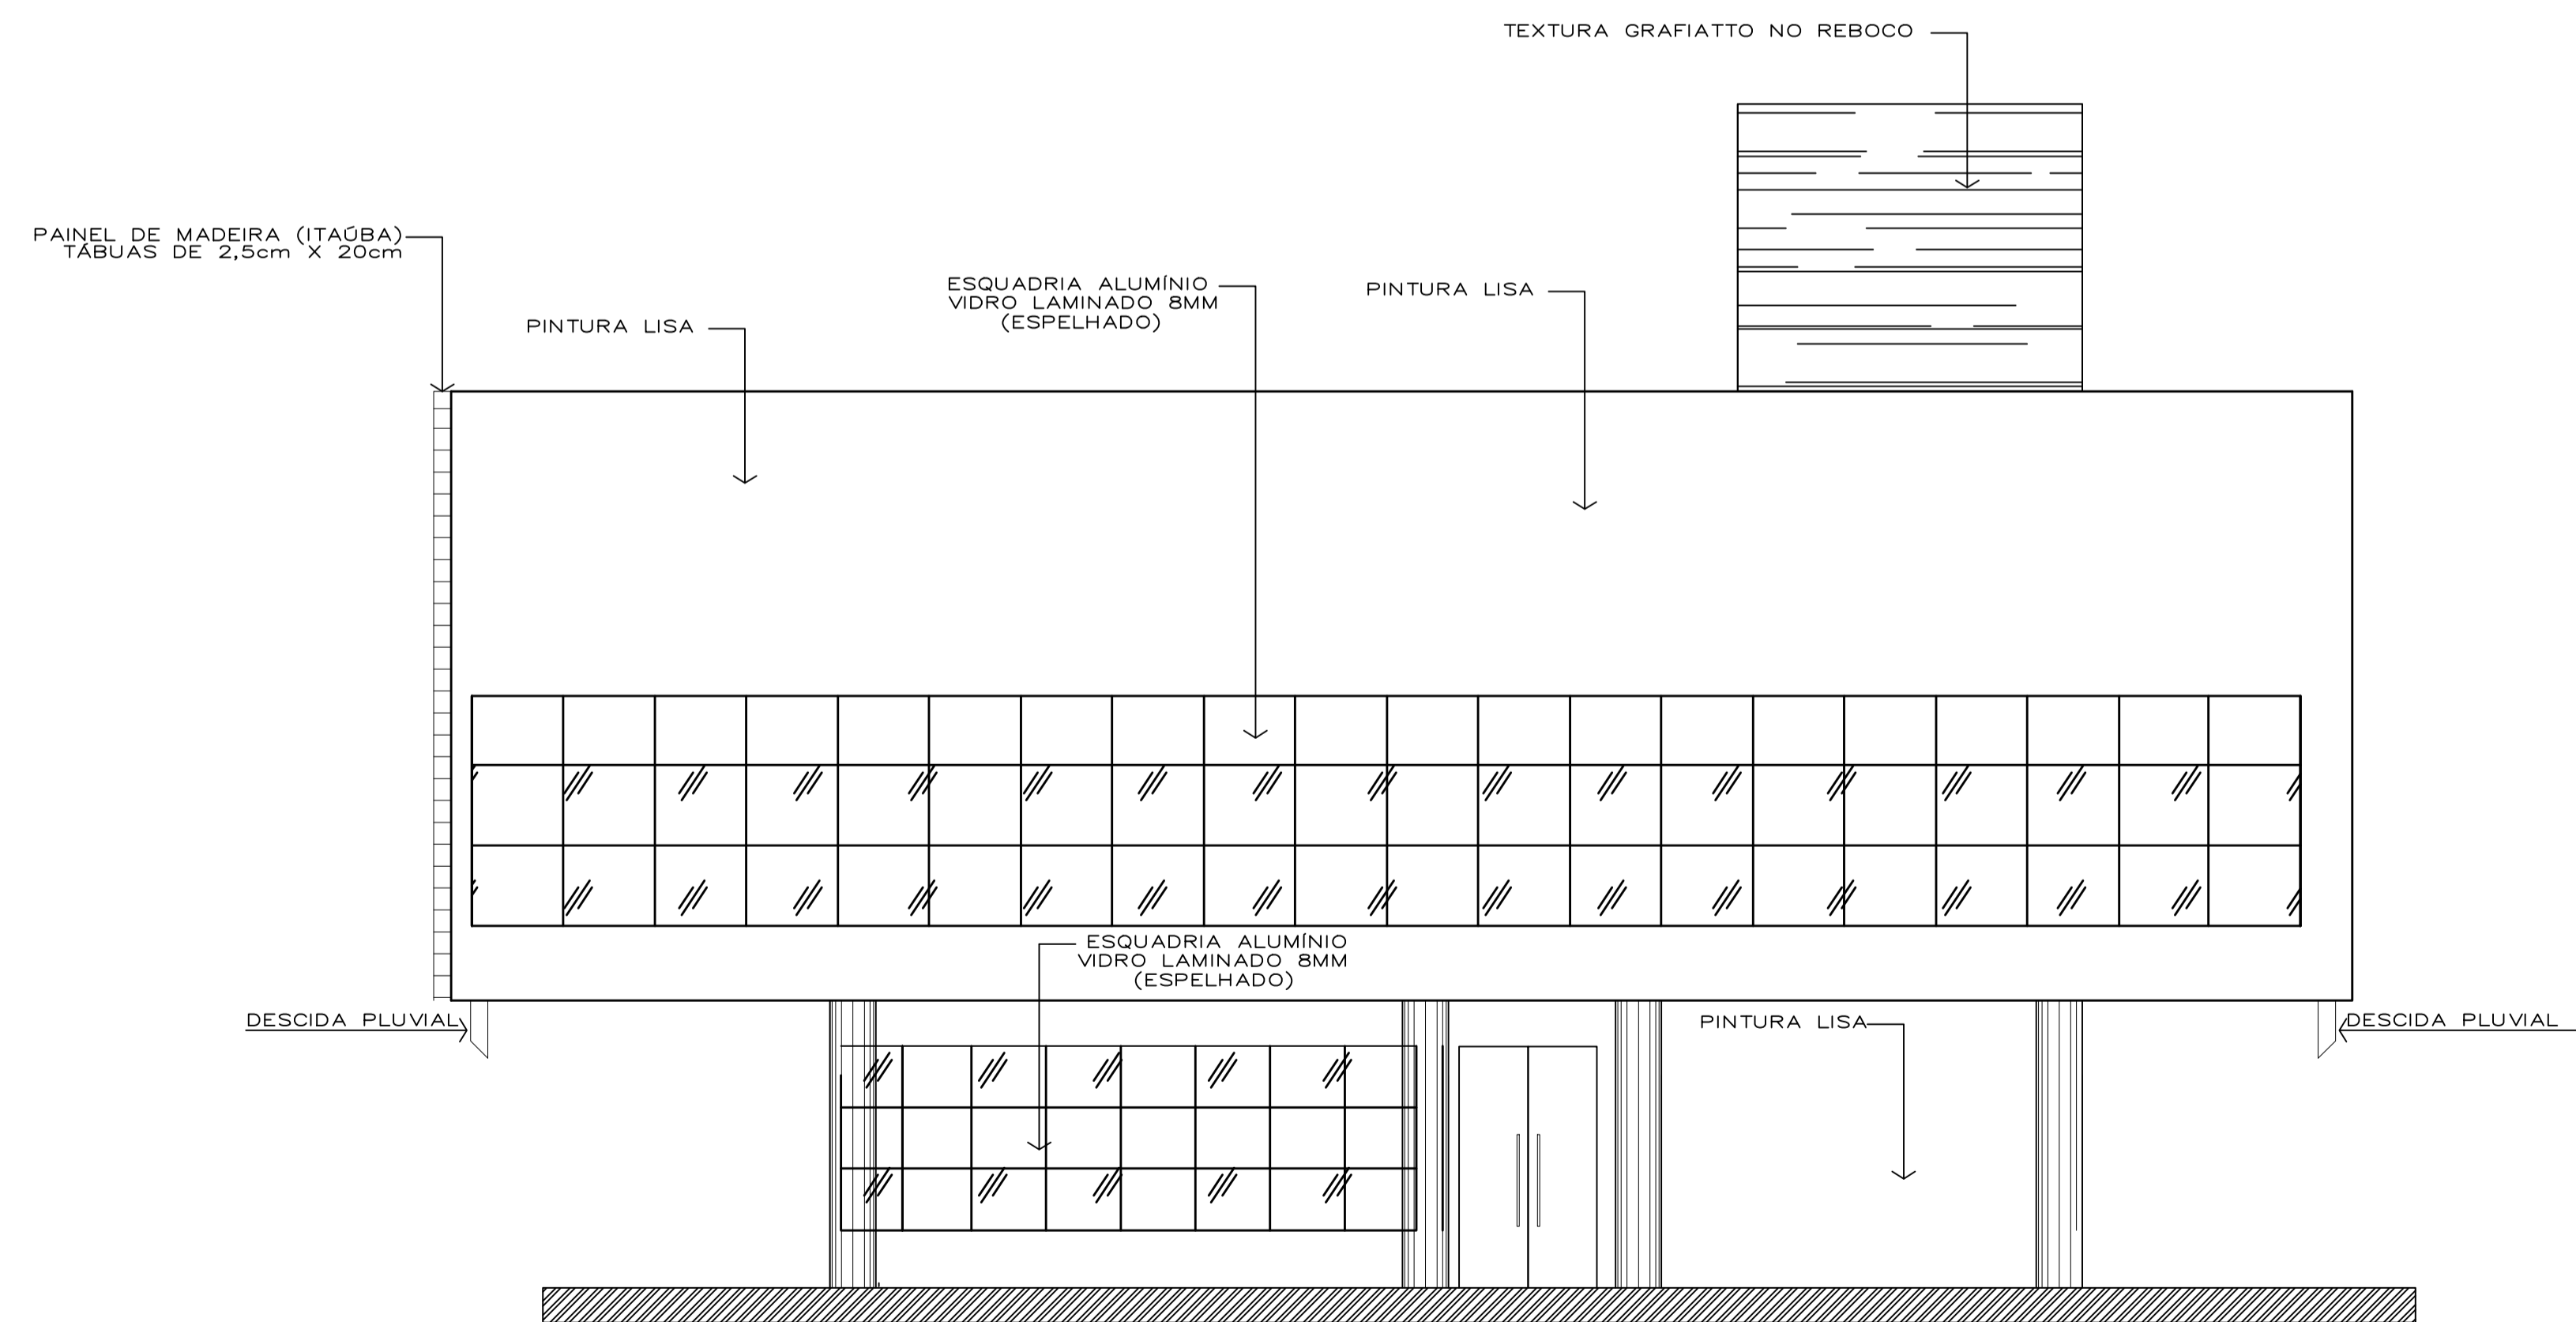 TEXTURA GRAFIATTO NO REBOCO
PAINEL DE MADEIRA (ITAÚBA)
TÁBUAS DE 2,5cm X 20cm
ESQUADRIA ALUMÍNIO
VIDRO LAMINADO 8MM
(ESPELHADO)
PINTURA LISA
PINTURA LISA
ESQUADRIA ALUMÍNIO
VIDRO LAMINADO 8MM
(ESPELHADO)
DESCIDA PLUVIAL
PINTURA LISA
DESCIDA PLUVIAL